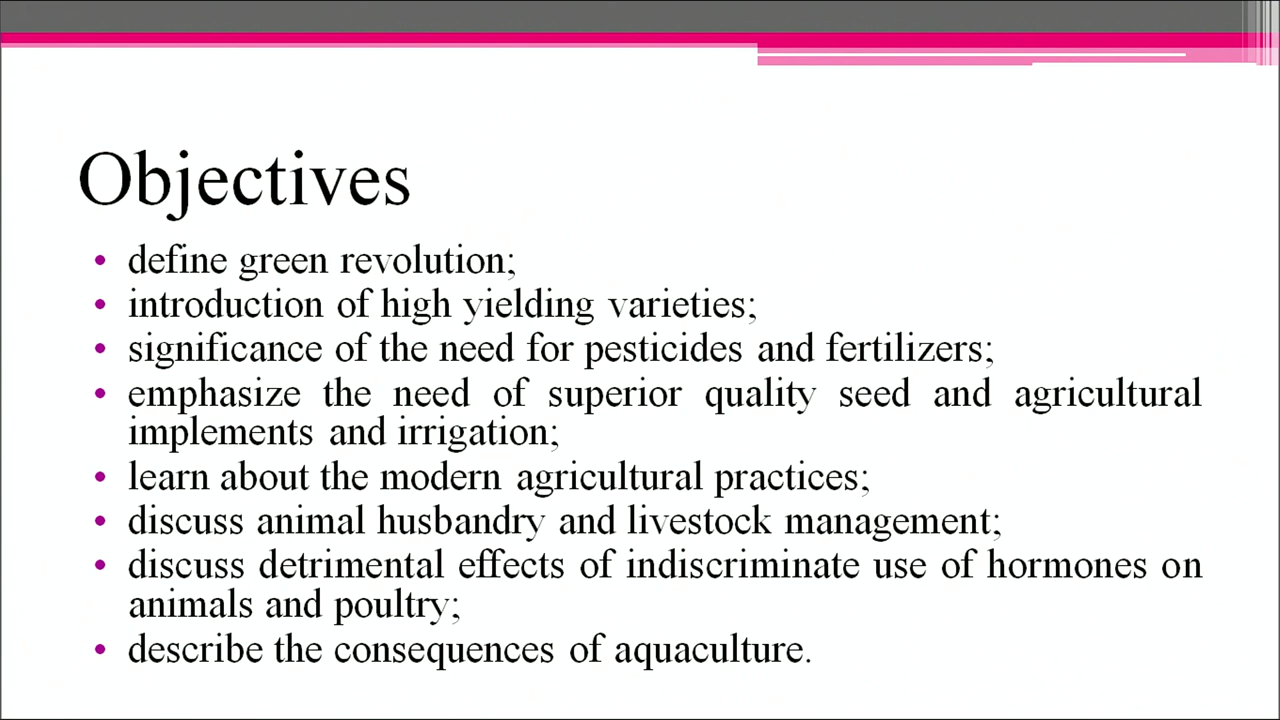 Objectives
• define green revolution;
• introduction of high yielding varieties;
• significance of the need for pesticides and fertilizers;
• emphasize the need of superior quality seed and agricultural
implements and irrigation;
• learn about the modern agricultural practices;
• discuss animal husbandry and livestock management;
• discuss detrimental effects of indiscriminate use of hormones on
animals and poultry;
• describe the consequences of aquaculture.